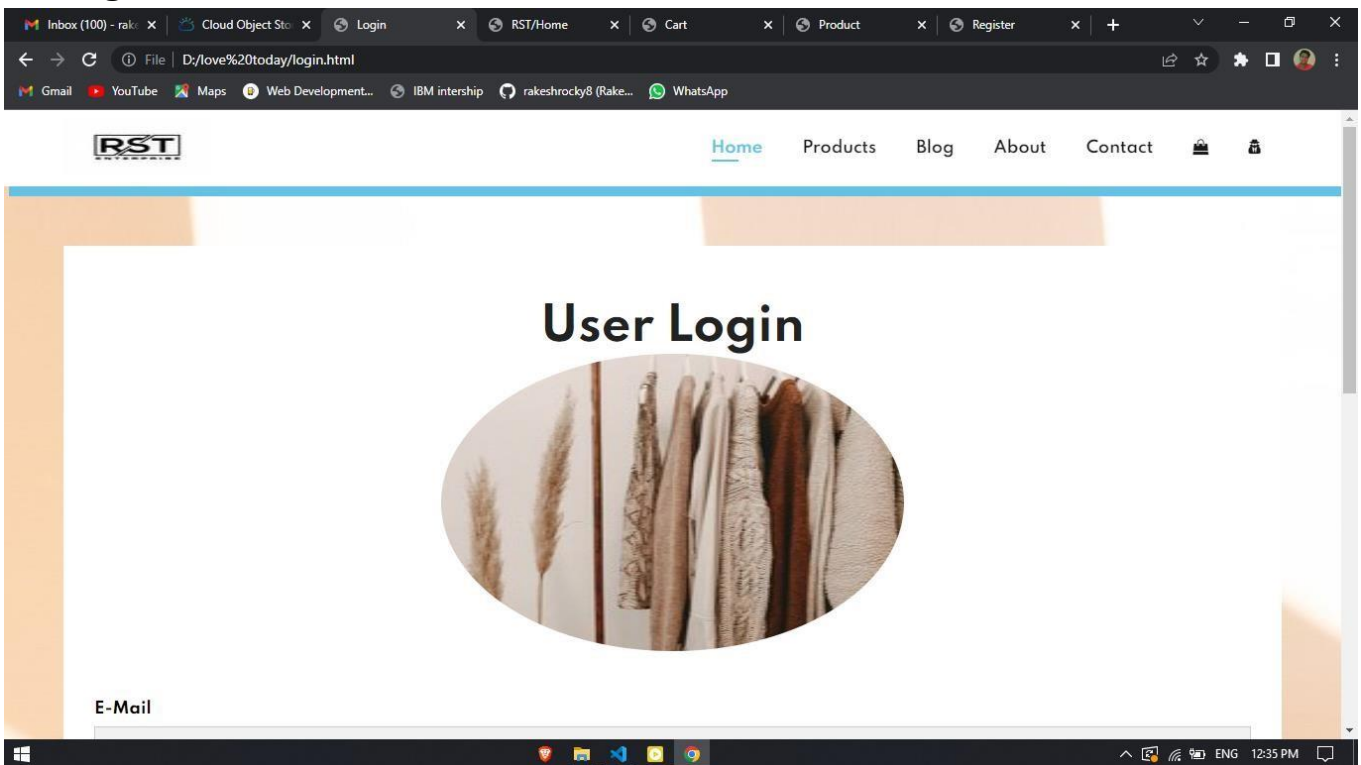 Inbox (100) - rak Cloud Object Sto Login RST/Home Cart Product Register
File D:/love%20today/login.html
Gmail YouTube Maps Web Development... IBM intership rakeshrocky8 (Rake... WhatsApp
RST Home Products Blog About Contact
ENTERPRISE
User Login
E-Mail
ENG 12:35 PM